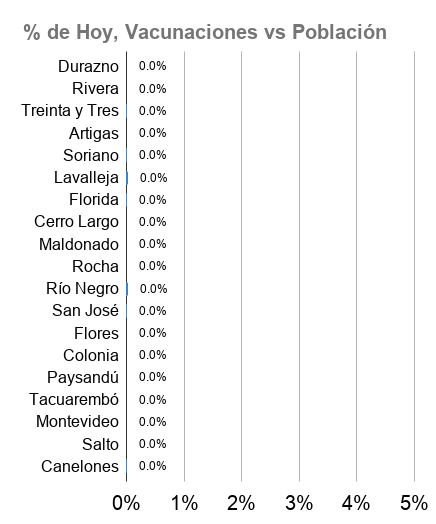 % de Hoy, Vacunaciones vs Población
Durazno 0.0%
Rivera 0.0%
Treinta y Tres 0.0%
Artigas 0.0%
Soriano 0.0%
Lavalleja 0.0%
Florida 0.0%
Cerro Largo 0.0%
Maldonado 0.0%
Rocha 0.0%
Río Negro 0.0%
San José 0.0%
Flores 0.0%
Colonia 0.0%
Paysandú 0.0%
Tacuarembó 0.0%
Montevideo 0.0%
Salto 0.0%
Canelones 0.0%
0% 1% 2% 3% 4% 5%